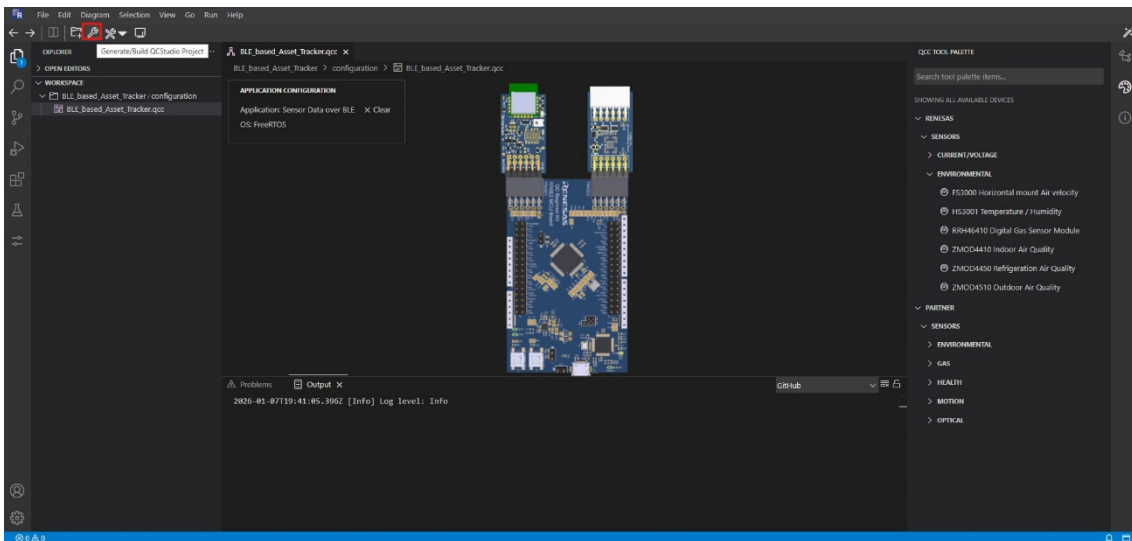 File Edit Diagram Selection View Go Run Help
EXPLORER
Generate/Build QCStudio Project
BLE_based_Asset_Tracker.qcc
QCC TOOL PALETTE
OPEN EDITORS
BLE_based_Asset_Tracker > configuration > BLE_based_Asset_Tracker.qcc
Search tool palette items...
WORKSPACE
BLE_based_Asset_Tracker / configuration
BLE_based_Asset_Tracker.qcc
APPLICATION CONFIGURATION
Application: Sensor Data over BLE × Clear
OS: FreeRTOS
SHOWING ALL AVAILABLE DEVICES
RENESAS
SENSORS
CURRENT/VOLTAGE
ENVIRONMENTAL
FS3000 Horizontal mount Air velocity
HS3001 Temperature / Humidity
RRH46410 Digital Gas Sensor Module
ZMOD4410 Indoor Air Quality
ZMOD4450 Refrigeration Air Quality
ZMOD4510 Outdoor Air Quality
PARTNER
SENSORS
ENVIRONMENTAL
GAS
HEALTH
MOTION
OPTICAL
RENESAS
Problems
Output
GitHub
2026-01-07T19:41:05.396Z [Info] Log level: Info
0 0